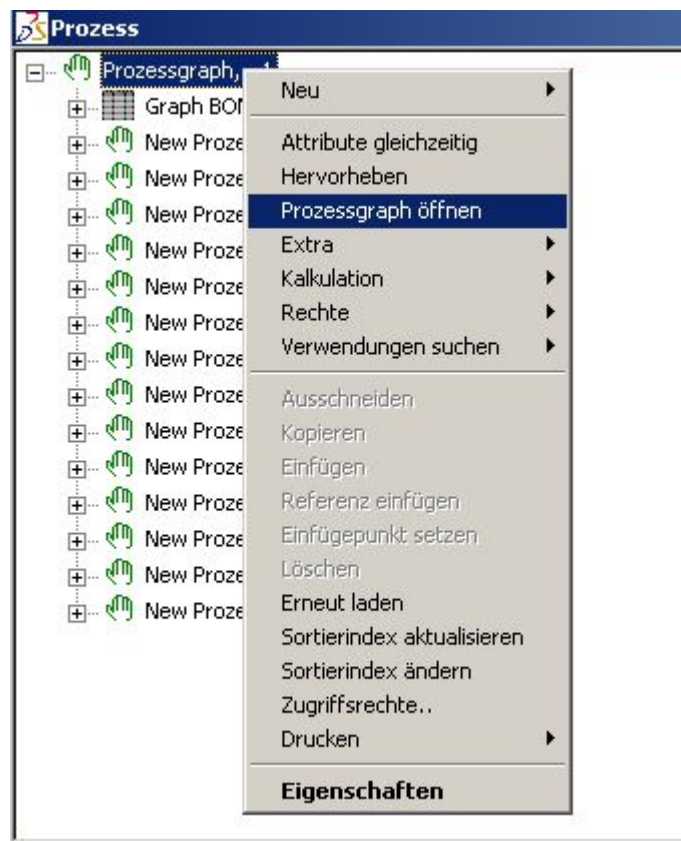 Prozess
Prozessgraph,
Graph BOM
New Proze
New Proze
New Proze
New Proze
New Proze
New Proze
New Proze
New Proze
New Proze
New Proze
New Proze
New Proze
New Proze
New Proze
Neu
Attribute gleichzeitig
Hervorheben
Prozessgraph öffnen
Extra
Kalkulation
Rechte
Verwendungen suchen
Ausschneiden
Kopieren
Einfügen
Referenz einfügen
Einfügepunkt setzen
Löschen
Erneut laden
Sortierindex aktualisieren
Sortierindex ändern
Zugriffsrechte..
Drucken
Eigenschaften